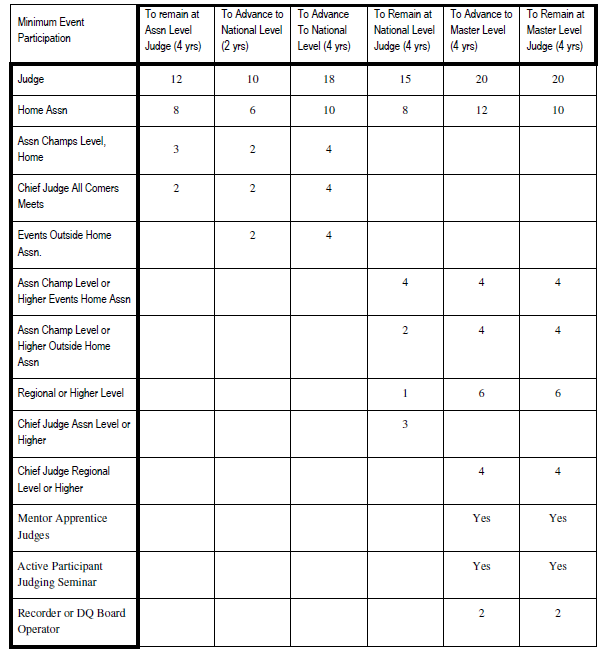 Minimum Event
Participation
To remain at
Assn Level
Judge (4 yrs)
To Advance to
National Level
(2 yrs)
To Advance
To National
Level (4 yrs)
To Remain at
National Level
Judge (4 yrs)
To Advance to
Master Level
(4 yrs)
To Remain at
Master Level
Judge (4 yrs)
Judge 12 10 18 15 20 20
Home Assn 8 6 10 8 12 10
Assn Champs Level,
Home
3 2 4
Chief Judge All Comers
Meets
2 2 4
Events Outside Home
Assn.
2 4
Assn Champ Level or
Higher Events Home Assn
4 4 4
Assn Champ Level or
Higher Outside Home
Assn
2 4 4
Regional or Higher Level 1 6 6
Chief Judge Assn Level or
Higher
3
Chief Judge Regional
Level or Higher
4 4
Mentor Apprentice
Judges
Yes Yes
Active Participant
Judging Seminar
Yes Yes
Recorder or DQ Board
Operator
2 2